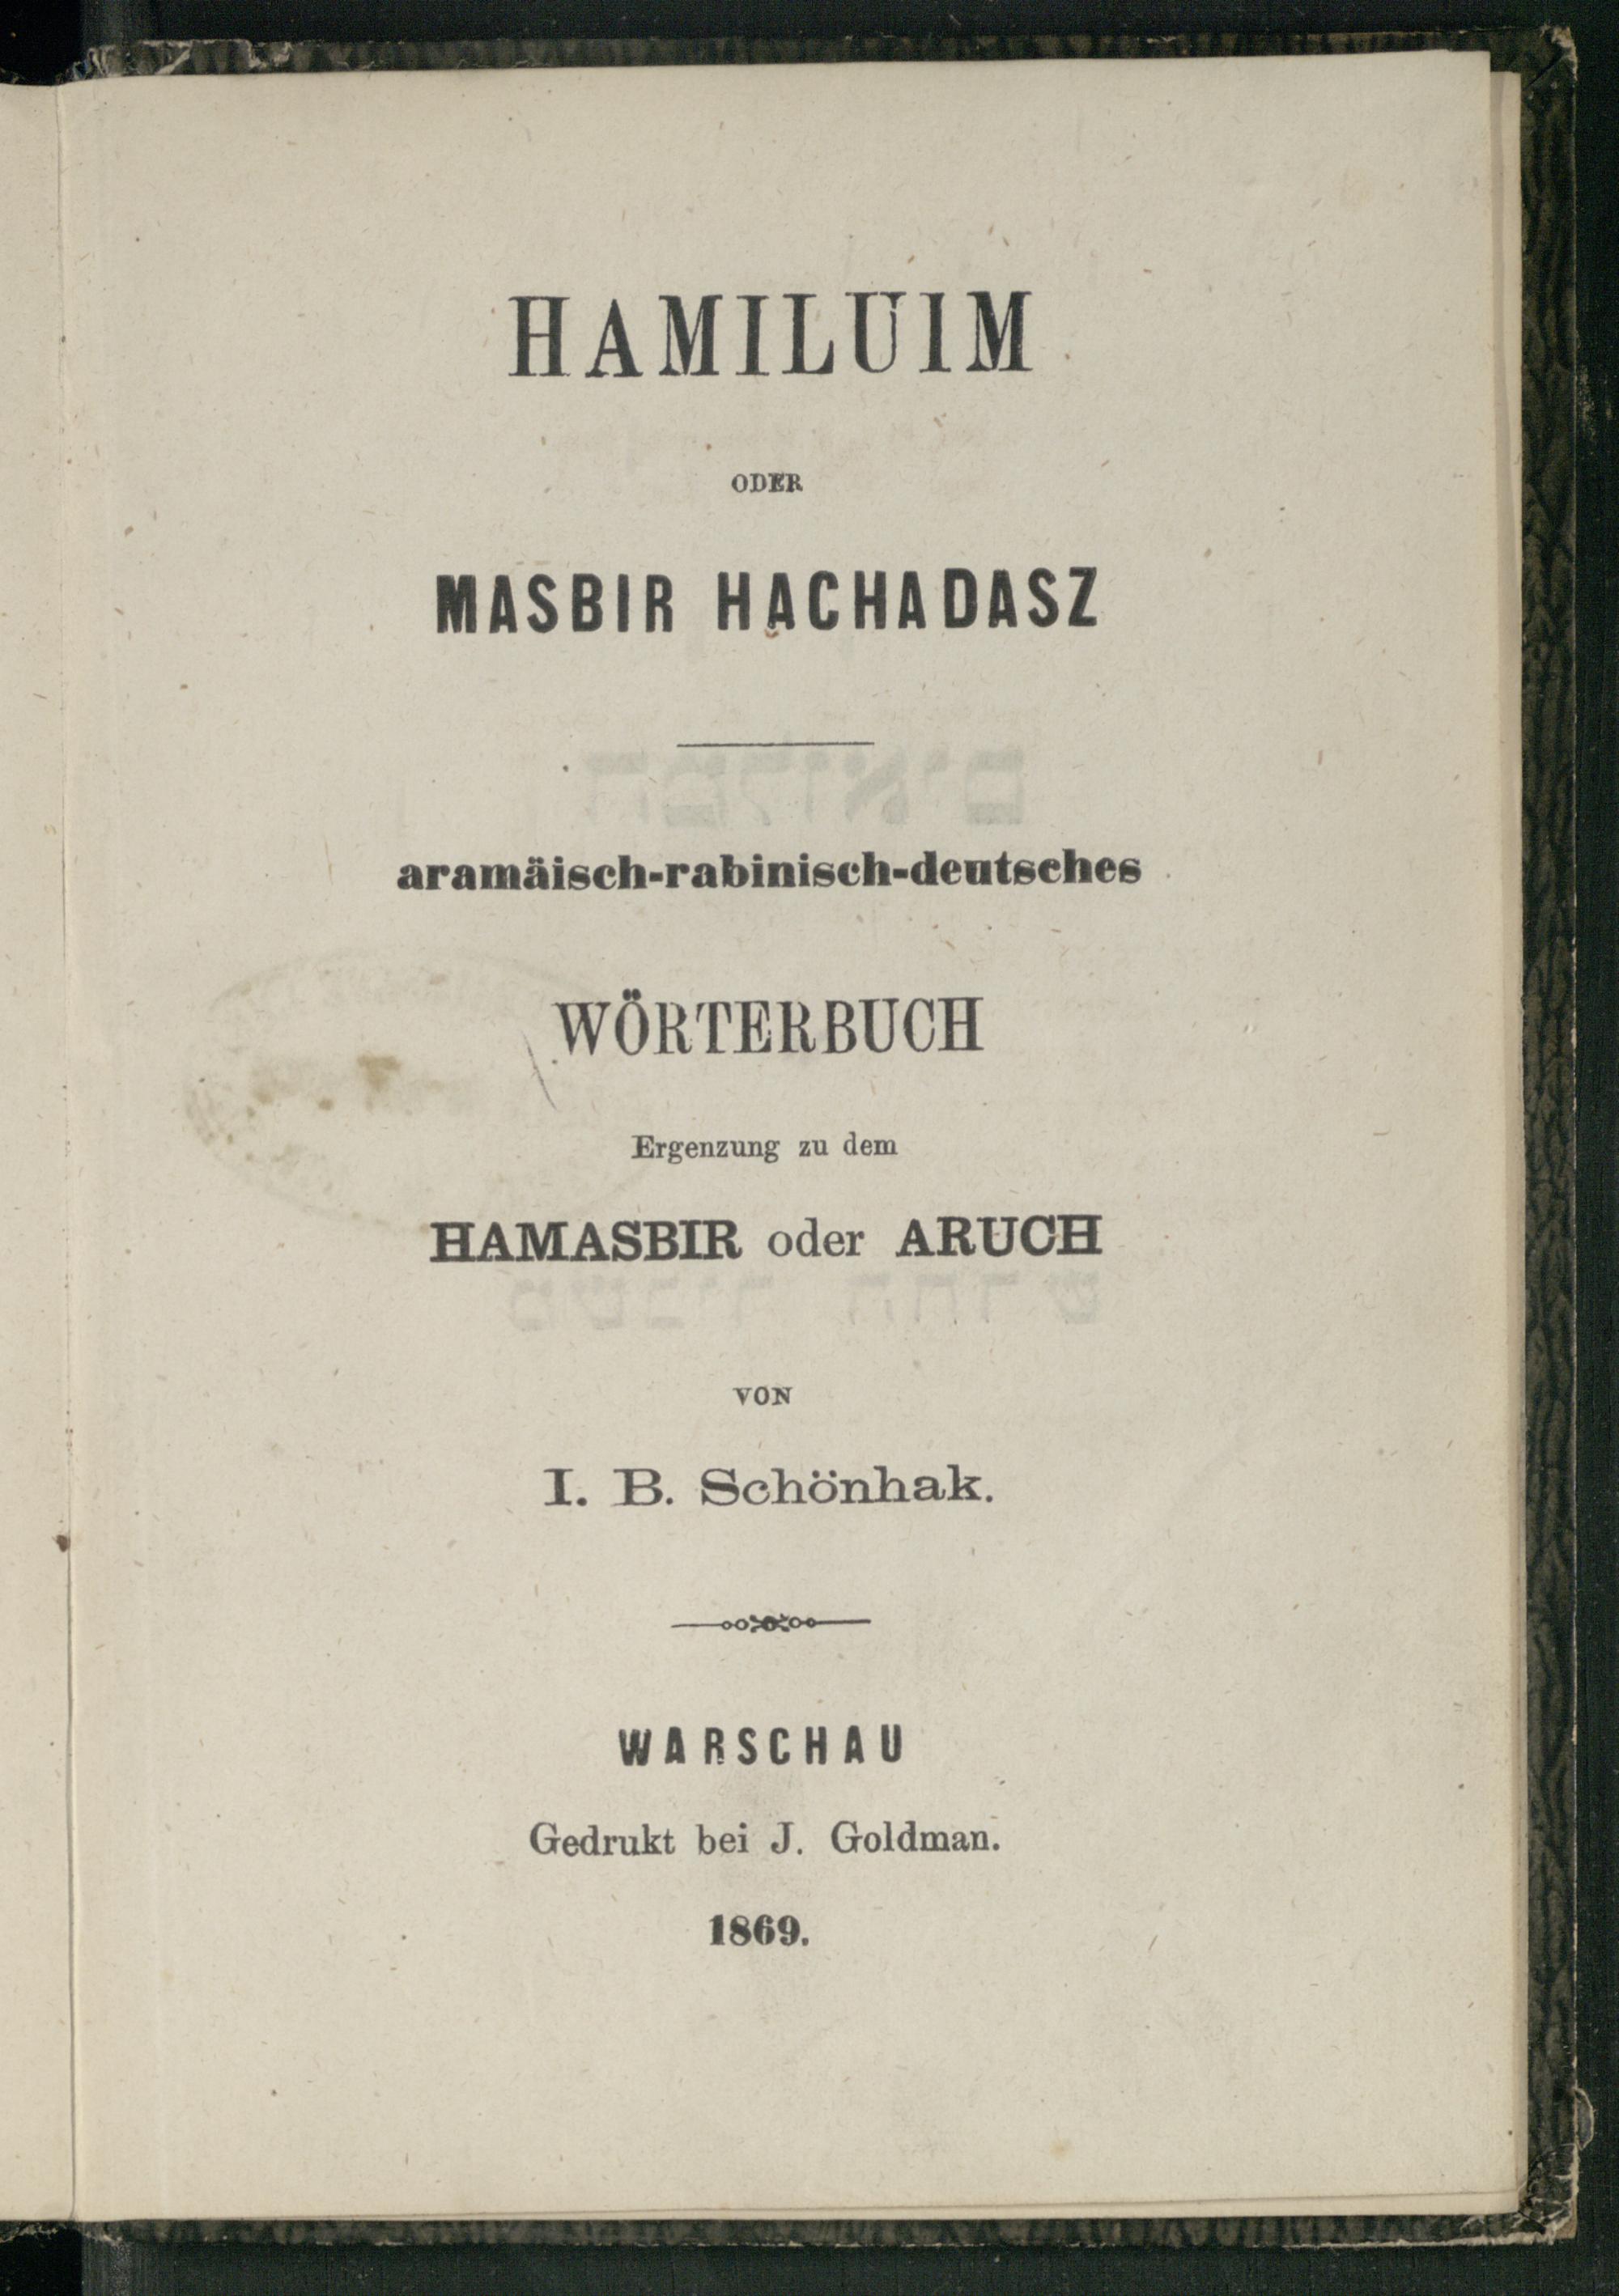 HAMILUIM
ODER
MASBIR HACHADASZ
aramäisch-rabinisch-deutsches
WÖRTERBUCH
Ergenzung zu dem
HAMASBIR oder ARUCH
VON
I. B. Schönhak.
WARSCHAU
Gedrukt bei J. Goldman.
1869.